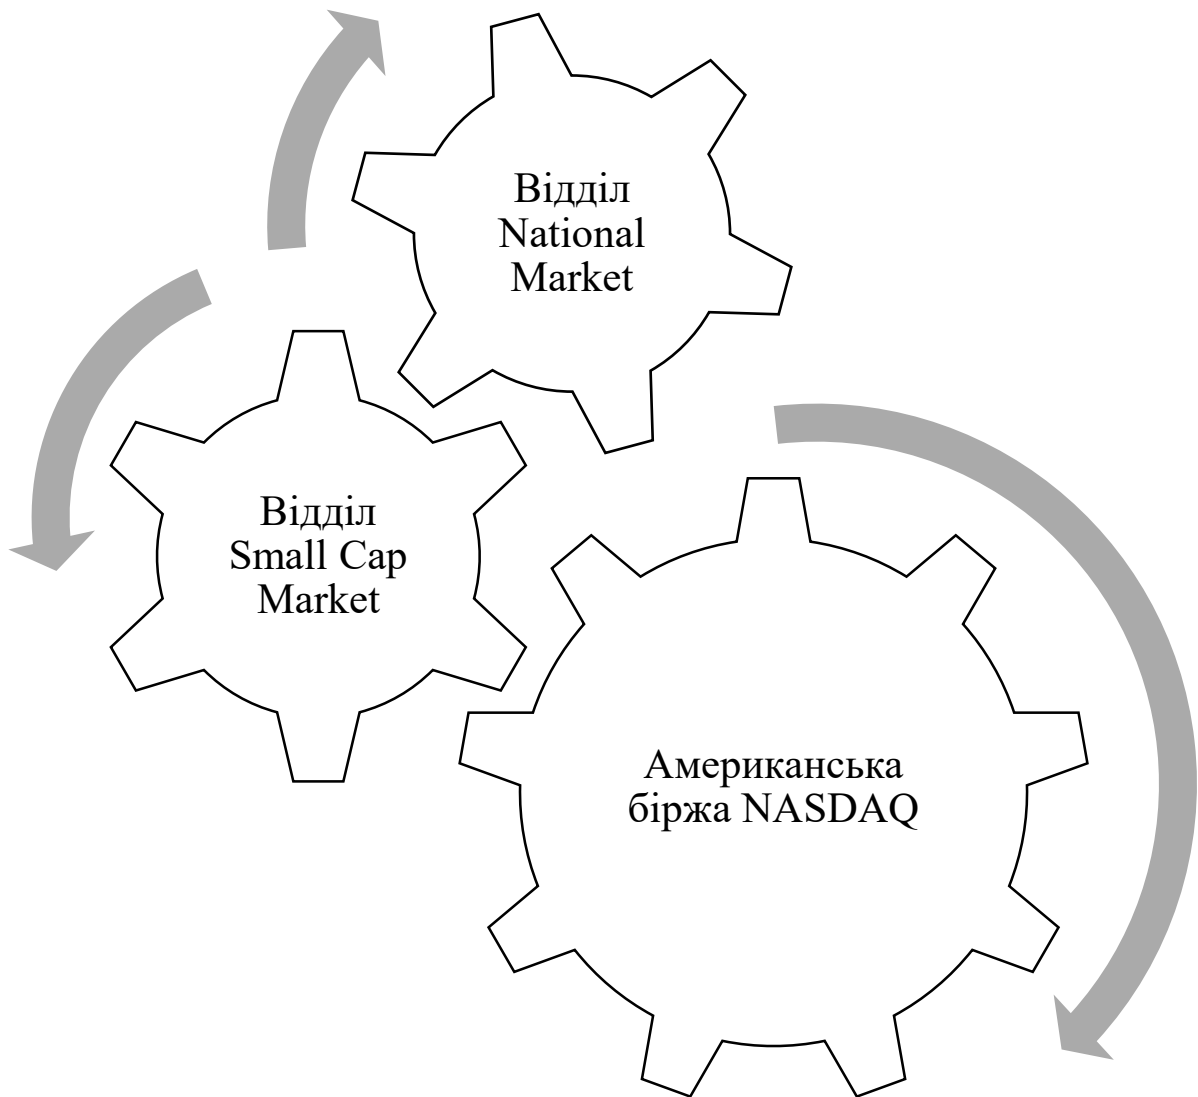 Відділ
National
Market
Відділ
Small Cap
Market
Американська
біржа NASDAQ